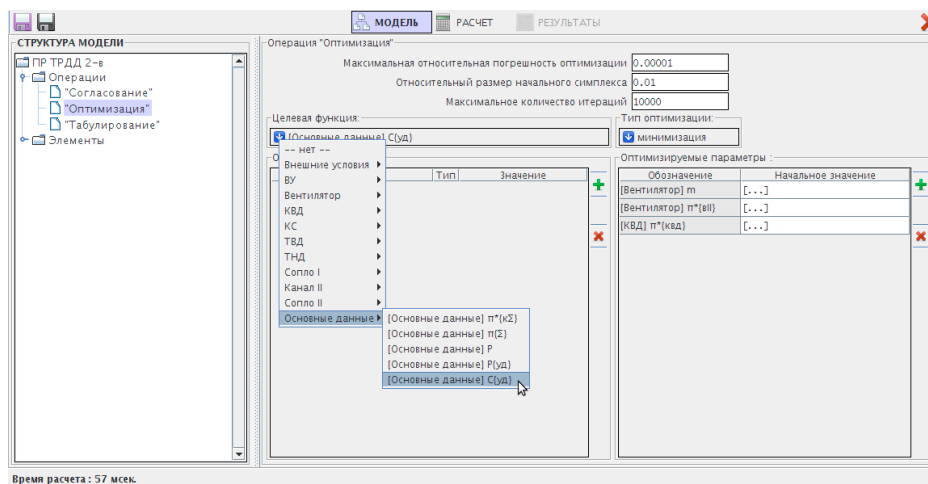 МОДЕЛЬ РАСЧЕТ РЕЗУЛЬТАТЫ
СТРУКТУРА МОДЕЛИ
ПР ТРДД 2-в
Операции
"Согласование"
"Оптимизация"
"Табулирование"
Элементы
Операция "Оптимизация"
Максимальная относительная погрешность оптимизации 0.00001
Относительный размер начального симплекса 0.01
Максимальное количество итераций 10000
Целевая функция:
[Основные данные] C{уд}
Тип оптимизации:
минимизация
О
Тип Значение
-- нет --
Внешние условия
ВУ
Вентилятор
КВД
КС
ТВД
ТНД
Сопло I
Канал II
Сопло II
Основные данные
[Основные данные] π*{кΣ}
[Основные данные] π{Σ}
[Основные данные] P
[Основные данные] P{уд}
[Основные данные] C{уд}
Оптимизируемые параметры :
Обозначение Начальное значение
[Вентилятор] m [...]
[Вентилятор] π*{вII} [...]
[КВД] π*{квд} [...]
Время расчета : 57 мсек.